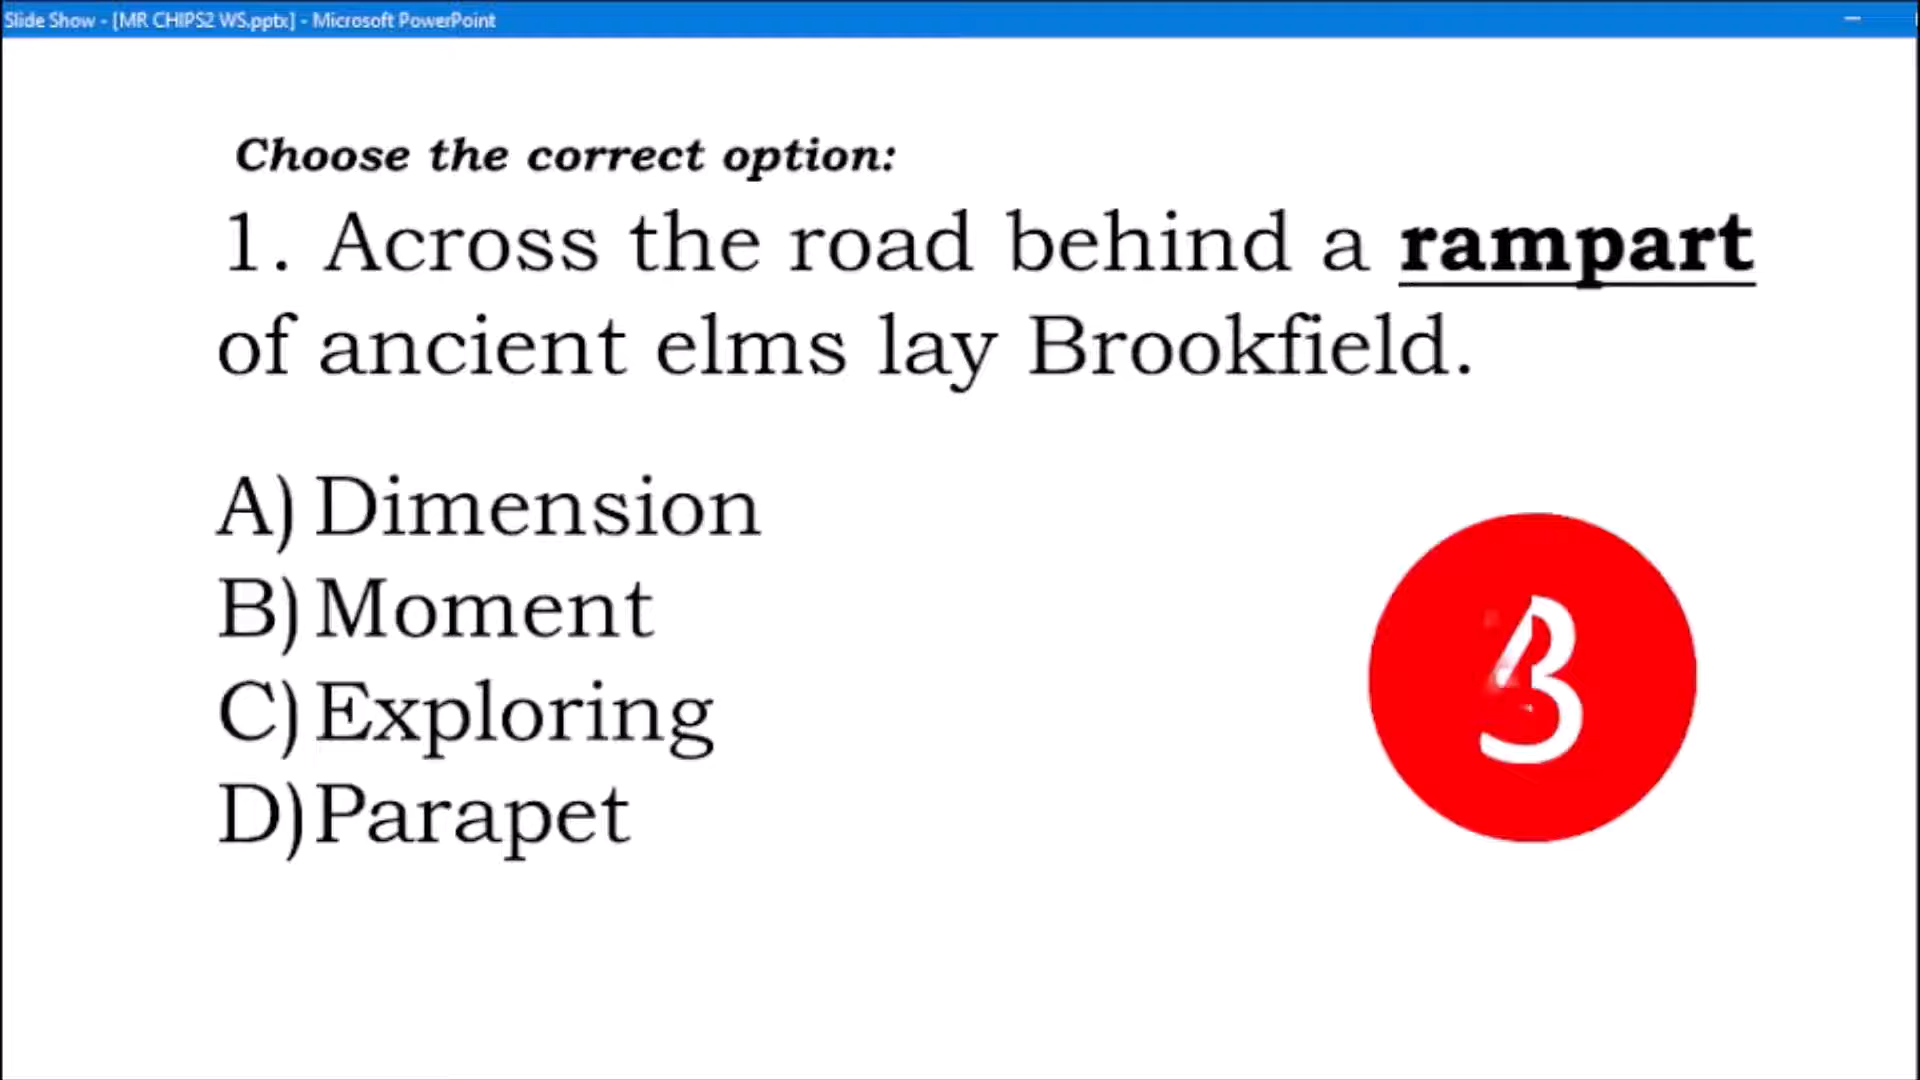 Slide Show - [MR CHIPS2 WS.pptx] - Microsoft PowerPoint
Choose the correct option:
1. Across the road behind a rampart
of ancient elms lay Brookfield.
A) Dimension
B) Moment
C) Exploring
D) Parapet
3